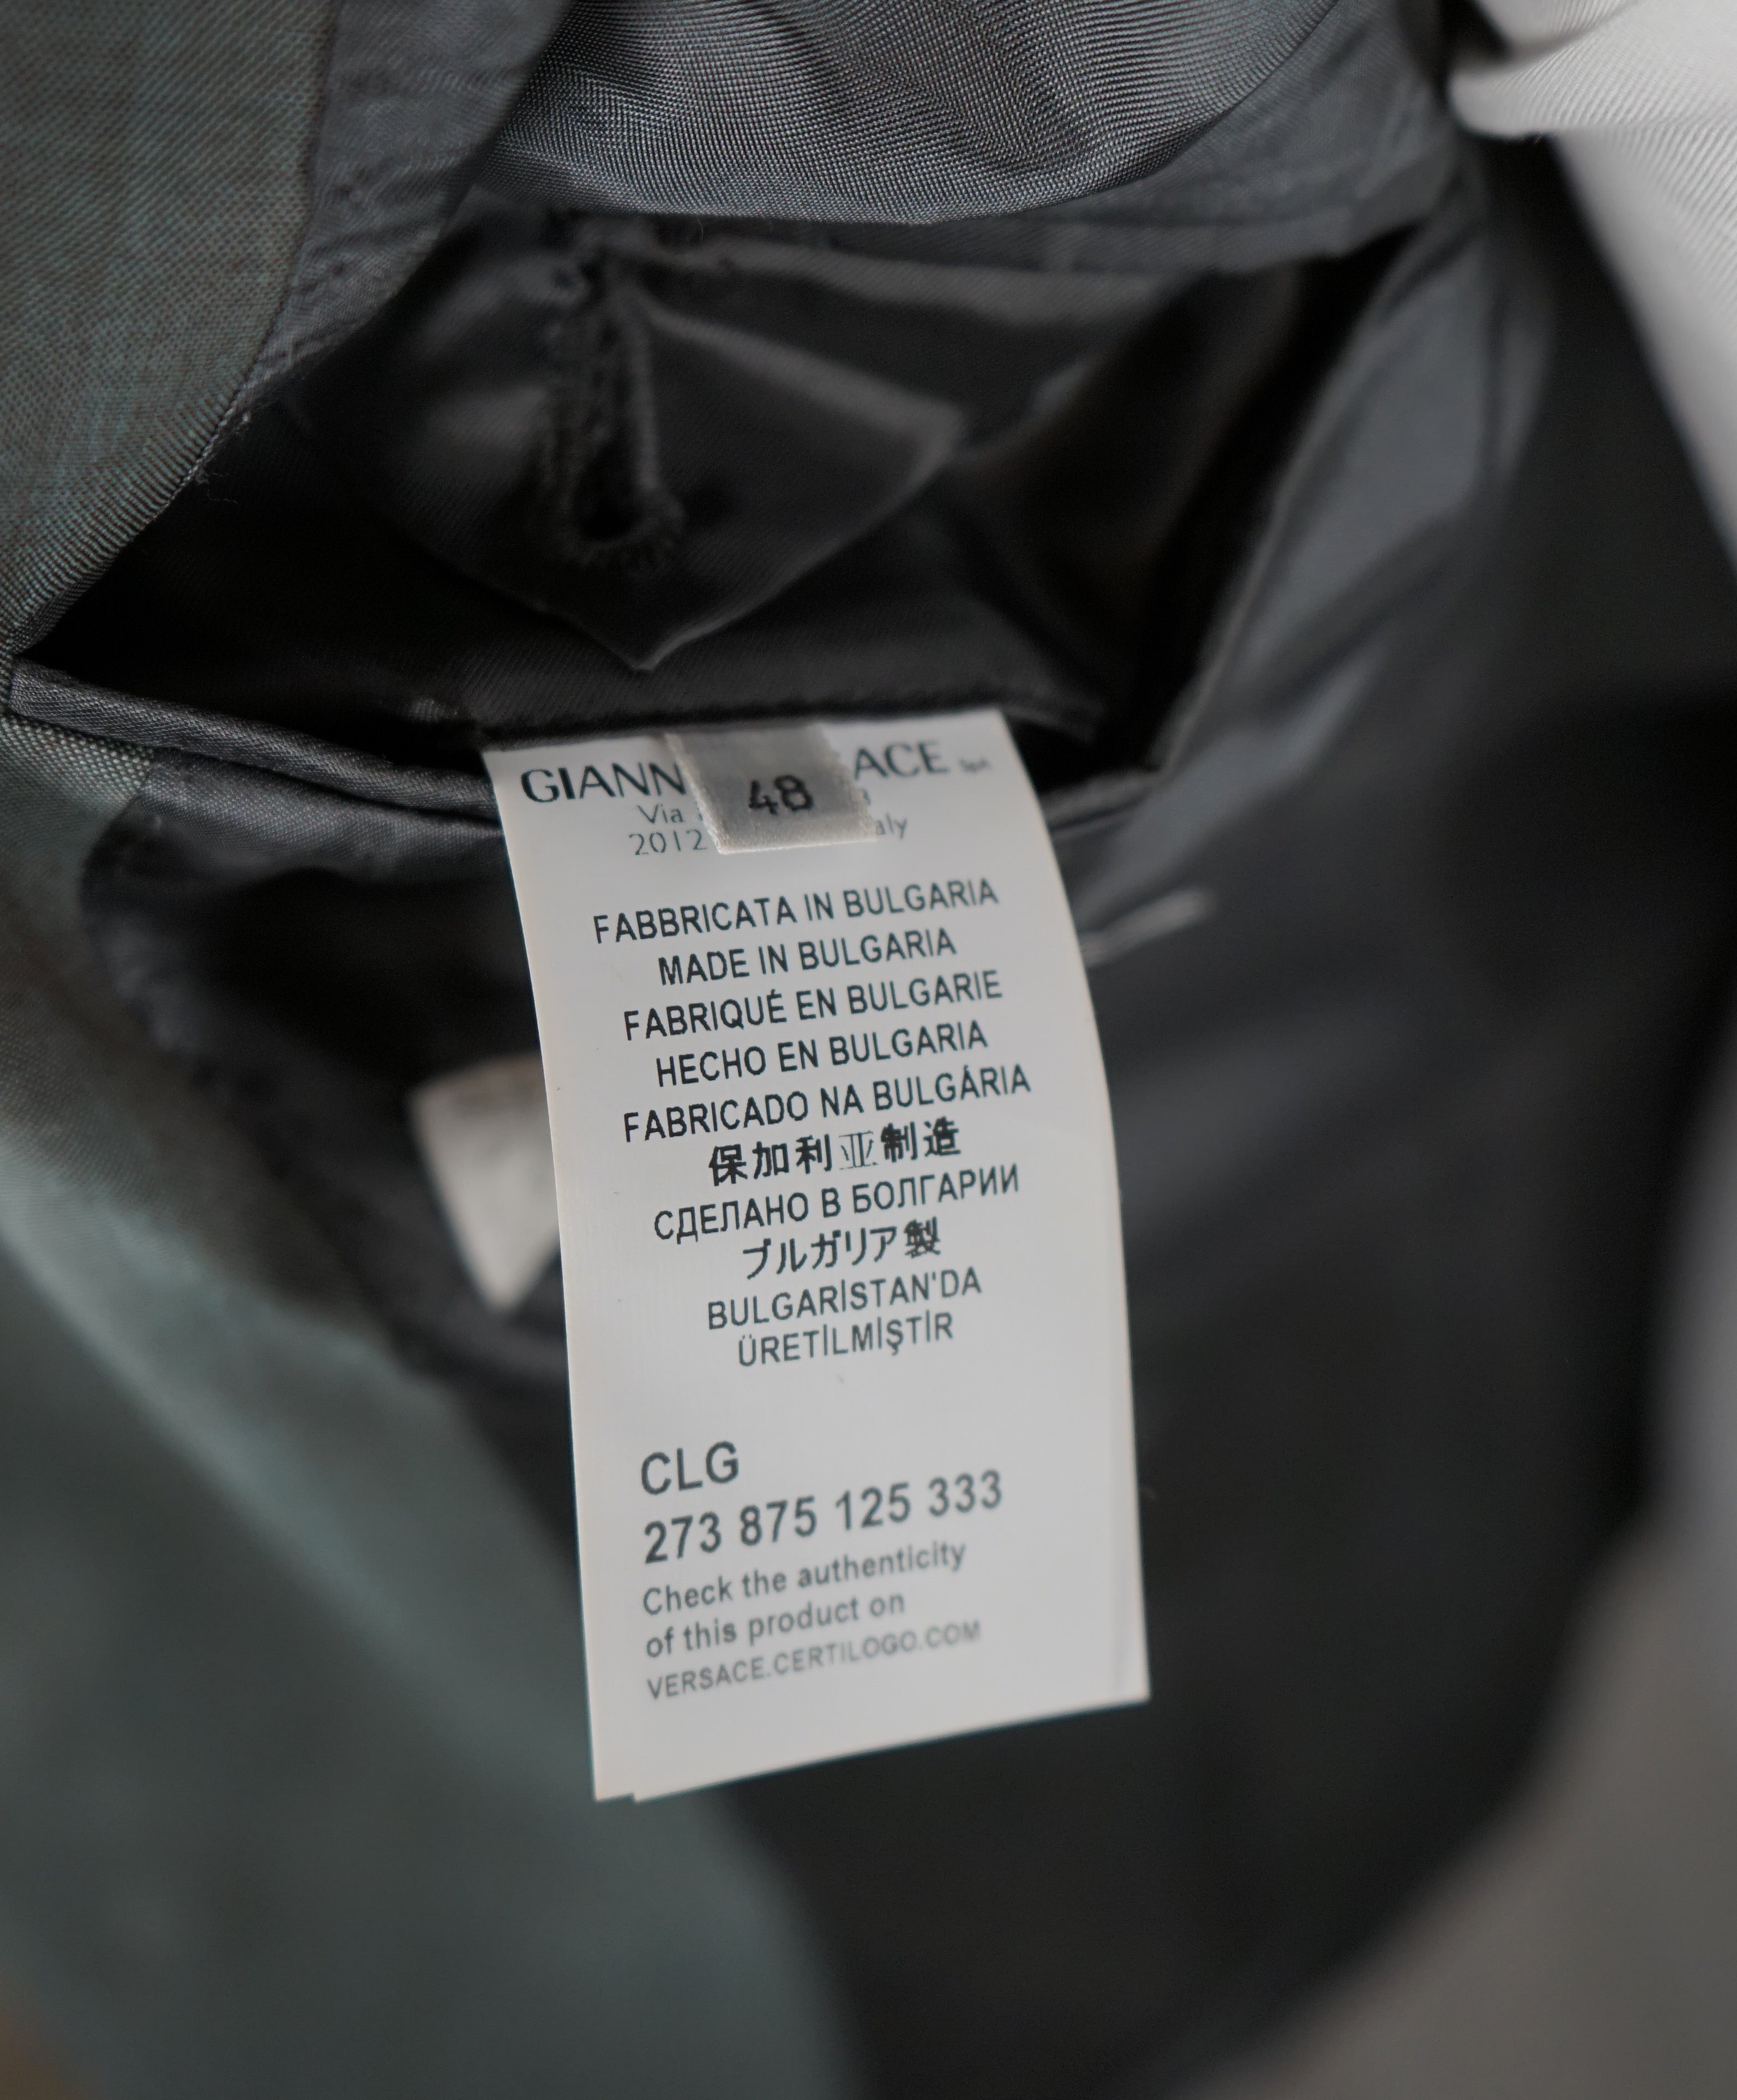 GIANN ACE SpA
48
Via
2012 aly
FABBRICATA IN BULGARIA
MADE IN BULGARIA
FABRIQUÉ EN BULGARIE
HECHO EN BULGARIA
FABRICADO NA BULGÁRIA
保加利亚制造
СДЕЛАНО В БОЛГАРИИ
ブルガリア製
BULGARİSTAN'DA
ÜRETİLMİŞTİR
CLG
273 875 125 333
Check the authenticity
of this product on
VERSACE.CERTILOGO.COM